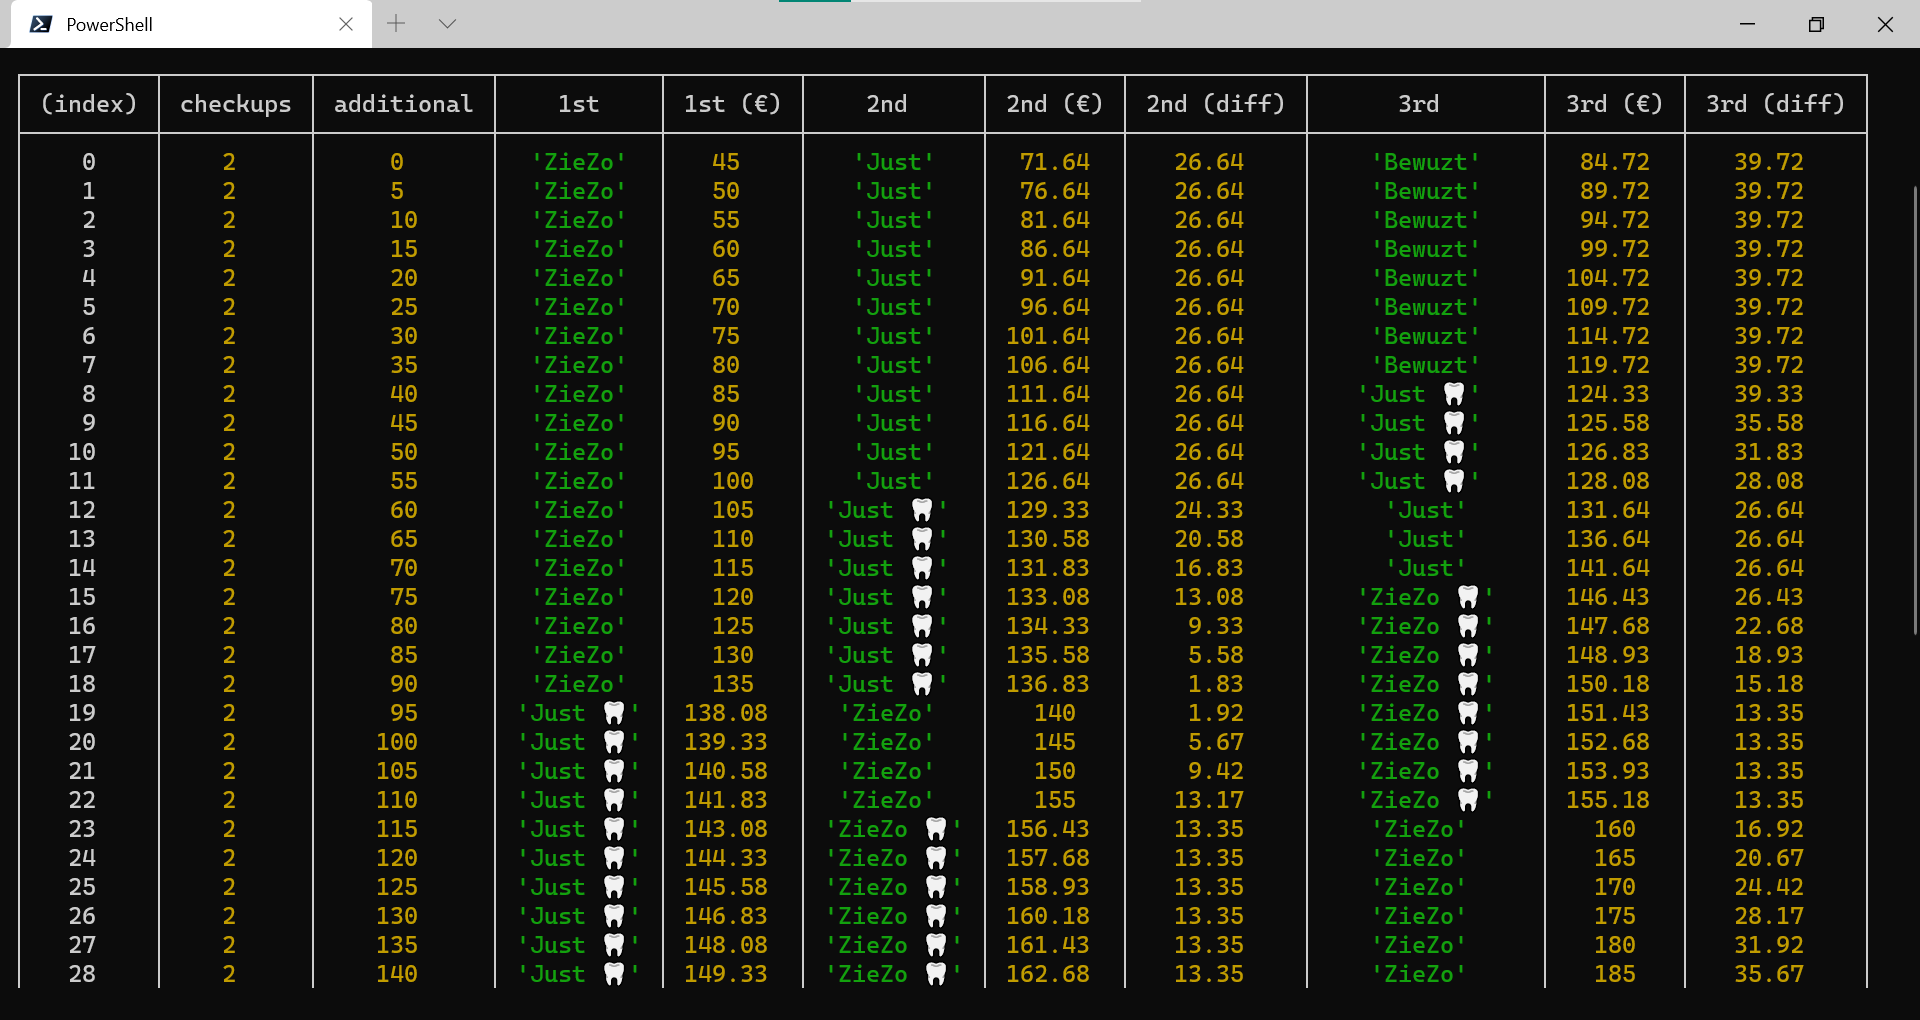 PowerShell
(index) checkups additional 1st 1st (€) 2nd 2nd (€) 2nd (diff) 3rd 3rd (€) 3rd (diff)
0 2 0 'ZieZo' 45 'Just' 71.64 26.64 'Bewuzt' 84.72 39.72
1 2 5 'ZieZo' 50 'Just' 76.64 26.64 'Bewuzt' 89.72 39.72
2 2 10 'ZieZo' 55 'Just' 81.64 26.64 'Bewuzt' 94.72 39.72
3 2 15 'ZieZo' 60 'Just' 86.64 26.64 'Bewuzt' 99.72 39.72
4 2 20 'ZieZo' 65 'Just' 91.64 26.64 'Bewuzt' 104.72 39.72
5 2 25 'ZieZo' 70 'Just' 96.64 26.64 'Bewuzt' 109.72 39.72
6 2 30 'ZieZo' 75 'Just' 101.64 26.64 'Bewuzt' 114.72 39.72
7 2 35 'ZieZo' 80 'Just' 106.64 26.64 'Bewuzt' 119.72 39.72
8 2 40 'ZieZo' 85 'Just' 111.64 26.64 'Just 🦷' 124.33 39.33
9 2 45 'ZieZo' 90 'Just' 116.64 26.64 'Just 🦷' 125.58 35.58
10 2 50 'ZieZo' 95 'Just' 121.64 26.64 'Just 🦷' 126.83 31.83
11 2 55 'ZieZo' 100 'Just' 126.64 26.64 'Just 🦷' 128.08 28.08
12 2 60 'ZieZo' 105 'Just 🦷' 129.33 24.33 'Just' 131.64 26.64
13 2 65 'ZieZo' 110 'Just 🦷' 130.58 20.58 'Just' 136.64 26.64
14 2 70 'ZieZo' 115 'Just 🦷' 131.83 16.83 'Just' 141.64 26.64
15 2 75 'ZieZo' 120 'Just 🦷' 133.08 13.08 'ZieZo 🦷' 146.43 26.43
16 2 80 'ZieZo' 125 'Just 🦷' 134.33 9.33 'ZieZo 🦷' 147.68 22.68
17 2 85 'ZieZo' 130 'Just 🦷' 135.58 5.58 'ZieZo 🦷' 148.93 18.93
18 2 90 'ZieZo' 135 'Just 🦷' 136.83 1.83 'ZieZo 🦷' 150.18 15.18
19 2 95 'Just 🦷' 138.08 'ZieZo' 140 1.92 'ZieZo 🦷' 151.43 13.35
20 2 100 'Just 🦷' 139.33 'ZieZo' 145 5.67 'ZieZo 🦷' 152.68 13.35
21 2 105 'Just 🦷' 140.58 'ZieZo' 150 9.42 'ZieZo 🦷' 153.93 13.35
22 2 110 'Just 🦷' 141.83 'ZieZo' 155 13.17 'ZieZo 🦷' 155.18 13.35
23 2 115 'Just 🦷' 143.08 'ZieZo 🦷' 156.43 13.35 'ZieZo' 160 16.92
24 2 120 'Just 🦷' 144.33 'ZieZo 🦷' 157.68 13.35 'ZieZo' 165 20.67
25 2 125 'Just 🦷' 145.58 'ZieZo 🦷' 158.93 13.35 'ZieZo' 170 24.42
26 2 130 'Just 🦷' 146.83 'ZieZo 🦷' 160.18 13.35 'ZieZo' 175 28.17
27 2 135 'Just 🦷' 148.08 'ZieZo 🦷' 161.43 13.35 'ZieZo' 180 31.92
28 2 140 'Just 🦷' 149.33 'ZieZo 🦷' 162.68 13.35 'ZieZo' 185 35.67